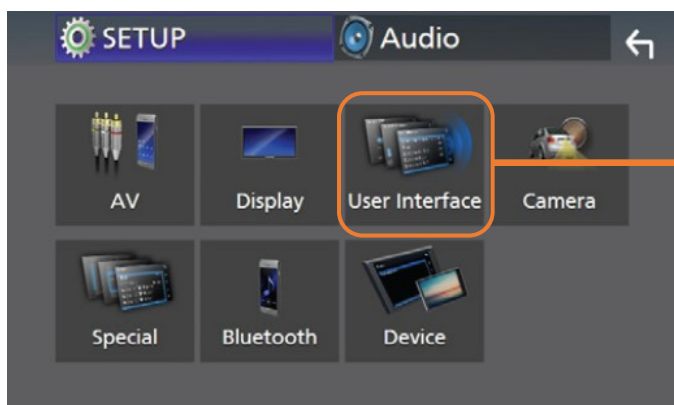 SETUP
Audio
AV
Display
User Interface
Camera
Special
Bluetooth
Device